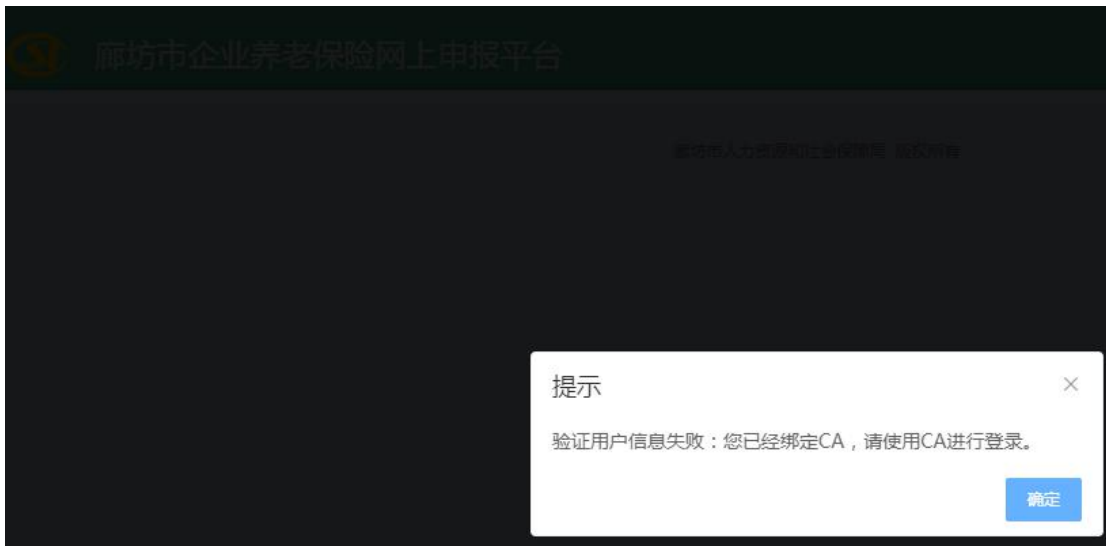 廊坊市企业养老保险网上申报平台
廊坊市人力资源和社会保障局 版权所有
提示
验证用户信息失败：您已经绑定CA，请使用CA进行登录。
确定